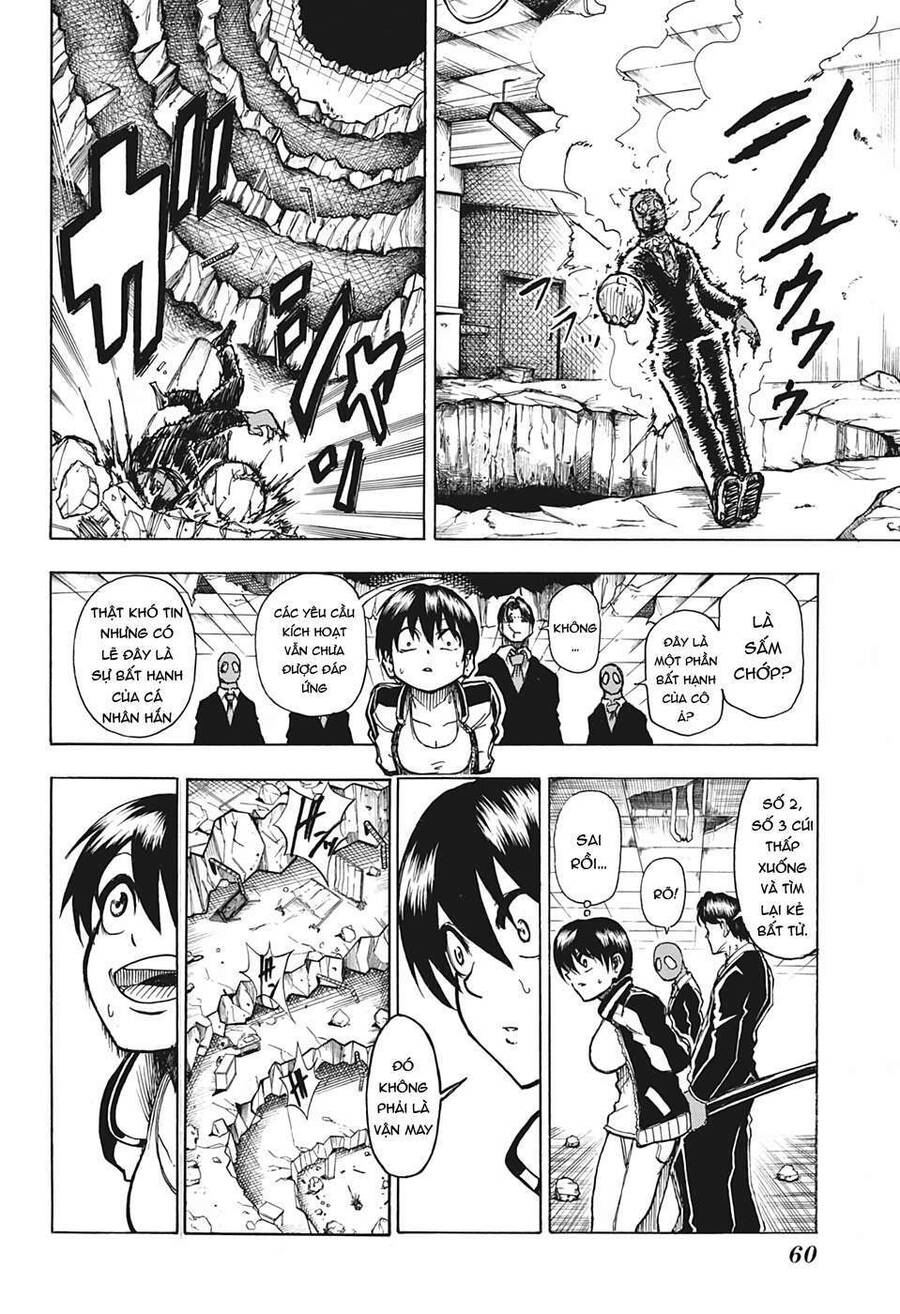 シュウウウ
ガガ
ガシャン
LÀ
SẤM
CHỚP?
ĐÂY LÀ
MỘT PHẦN
BẤT HẠNH
CỦA CÔ
Ả?
KHÔNG
...
CÁC YÊU CẦU
KÍCH HOẠT
VẪN CHƯA
ĐƯỢC ĐÁP
ỨNG
THẬT KHÓ TIN
NHƯNG CÓ
LẼ ĐÂY LÀ
SỰ BẤT HẠNH
CỦA CÁ
NHÂN HẮN
SỐ 2,
SỐ 3 CÚI
THẤP
XUỐNG
VÀ TÌM
LẠI KẺ
BẤT TỬ.
RÕ!
SAI
RỒI...
ĐÓ
KHÔNG
PHẢI LÀ
VẬN MAY
60